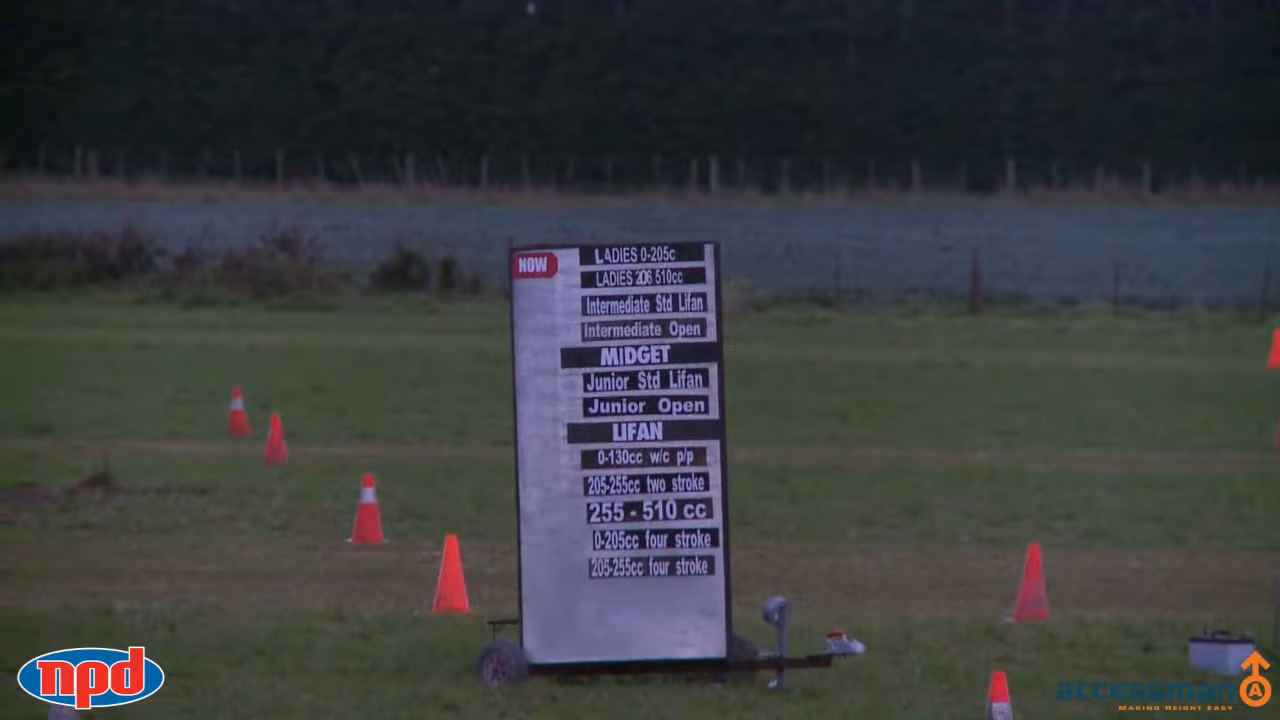 NOW
LADIES 0-205c
LADIES 206 510cc
Intermediate Std Lifan
Intermediate Open
MIDGET
Junior Std Lifan
Junior Open
LIFAN
0-130cc w/c p/p
205-255cc two stroke
255 - 510 cc
0-205cc four stroke
205-255cc four stroke
npd
accessman
MAKING HEIGHT EASY